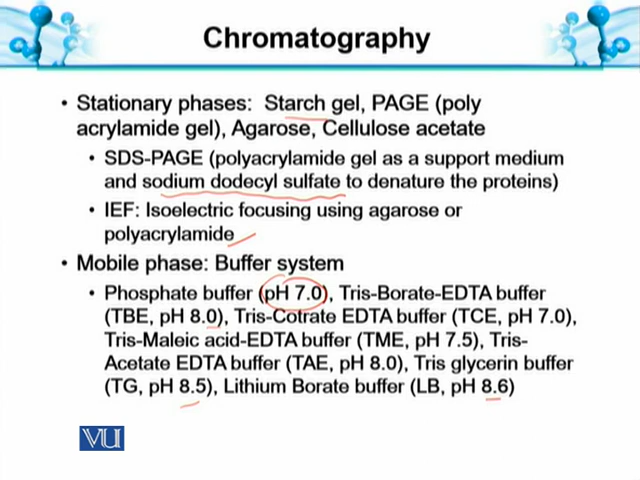 Chromatography
• Stationary phases: Starch gel, PAGE (poly
acrylamide gel), Agarose, Cellulose acetate
• SDS-PAGE (polyacrylamide gel as a support medium
and sodium dodecyl sulfate to denature the proteins)
• IEF: Isoelectric focusing using agarose or
polyacrylamide
• Mobile phase: Buffer system
• Phosphate buffer (pH 7.0), Tris-Borate-EDTA buffer
(TBE, pH 8.0), Tris-Cotrate EDTA buffer (TCE, pH 7.0),
Tris-Maleic acid-EDTA buffer (TME, pH 7.5), Tris-
Acetate EDTA buffer (TAE, pH 8.0), Tris glycerin buffer
(TG, pH 8.5), Lithium Borate buffer (LB, pH 8.6)
VU